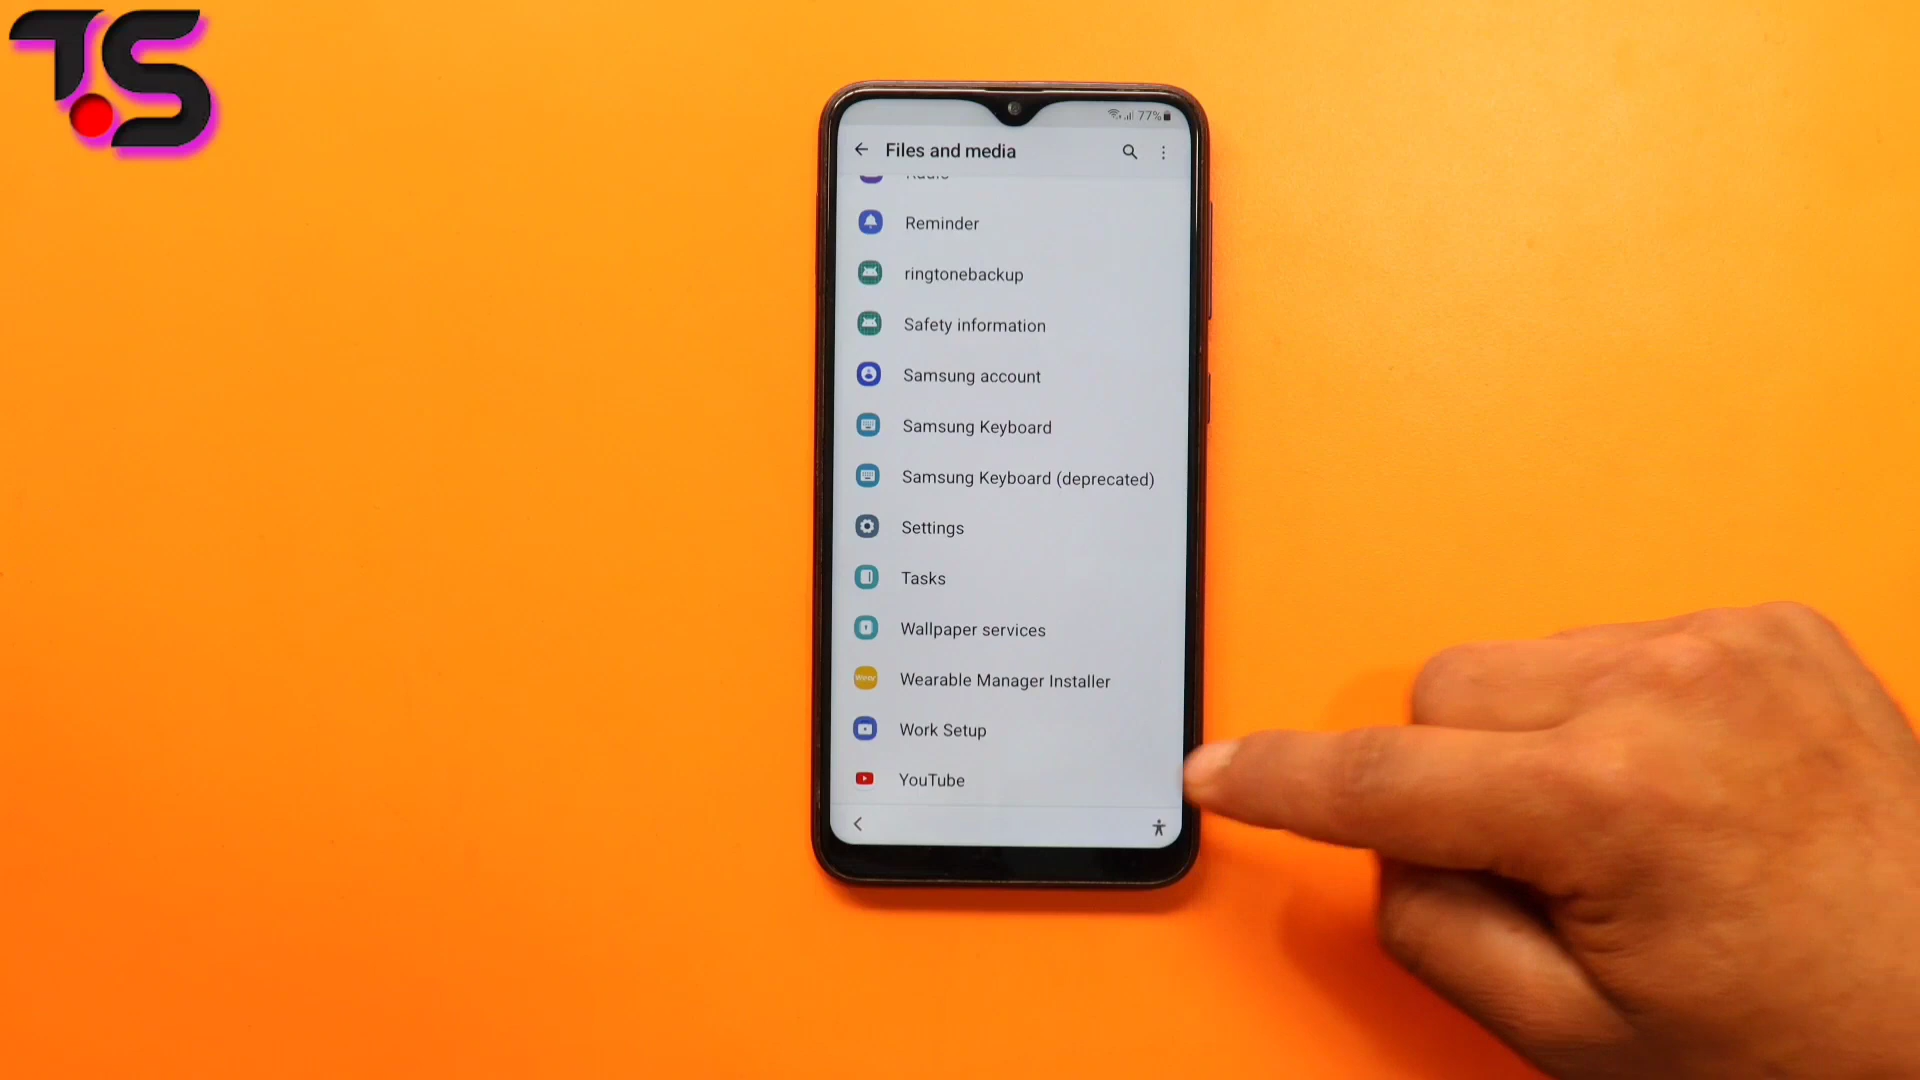 TS
77%
Files and media
Reminder
ringtonebackup
Safety information
Samsung account
Samsung Keyboard
Samsung Keyboard (deprecated)
Settings
Tasks
Wallpaper services
Wearable Manager Installer
Work Setup
YouTube